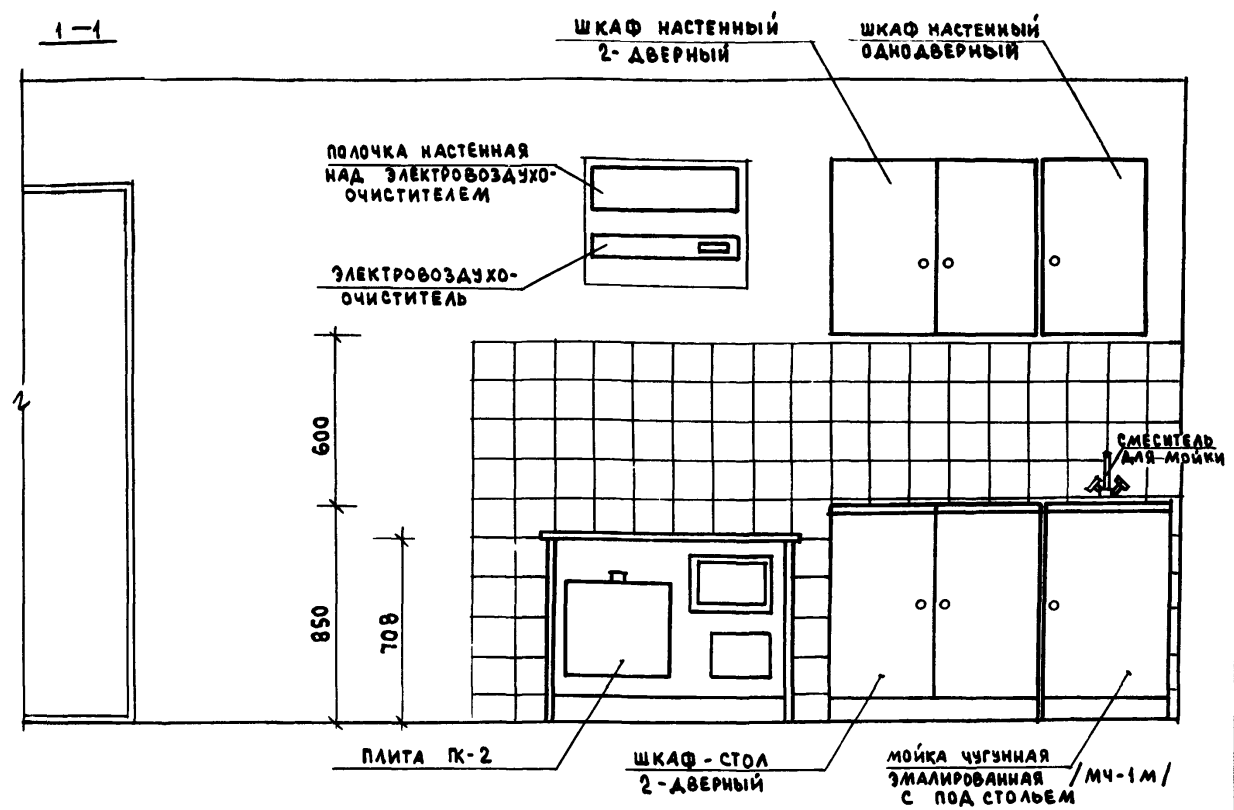 1-1
ШКАФ НАСТЕННЫЙ
2-ДВЕРНЫЙ
ШКАФ НАСТЕННЫЙ
ОДНОДВЕРНЫЙ
ПОЛОЧКА НАСТЕННАЯ
НАД ЭЛЕКТРОВОЗДУХО-
ОЧИСТИТЕЛЕМ
ЭЛЕКТРОВОЗДУХО-
ОЧИСТИТЕЛЬ
600
СМЕСИТЕЛЬ
ДЛЯ МОЙКИ
850
708
ПЛИТА ПК-2
ШКАФ-СТОЛ
2-ДВЕРНЫЙ
МОЙКА ЧУГУННАЯ
ЭМАЛИРОВАННАЯ /МЧ-1М/
С ПОДСТОЛЬЕМ